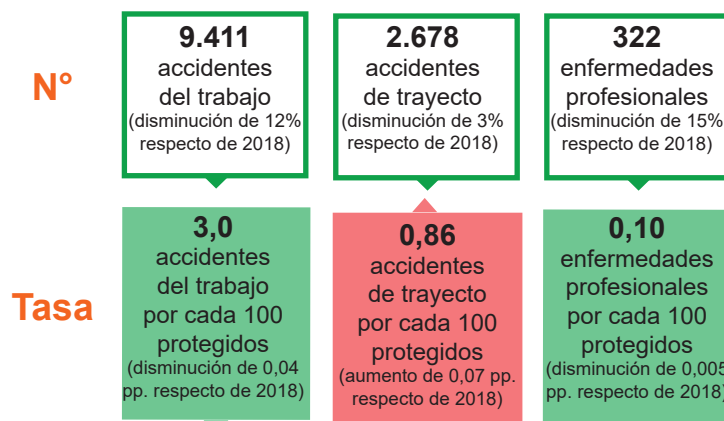 N°
9.411
accidentes
del trabajo
(disminución de 12%
respecto de 2018)
2.678
accidentes
de trayecto
(disminución de 3%
respecto de 2018)
322
enfermedades
profesionales
(disminución de 15%
respecto de 2018)
Tasa
3,0
accidentes
del trabajo
por cada 100
protegidos
(disminución de 0,04
pp. respecto de 2018)
0,86
accidentes
de trayecto
por cada 100
protegidos
(aumento de 0,07 pp.
respecto de 2018)
0,10
enfermedades
profesionales
por cada 100
protegidos
(disminución de 0,005
pp. respecto de 2018)